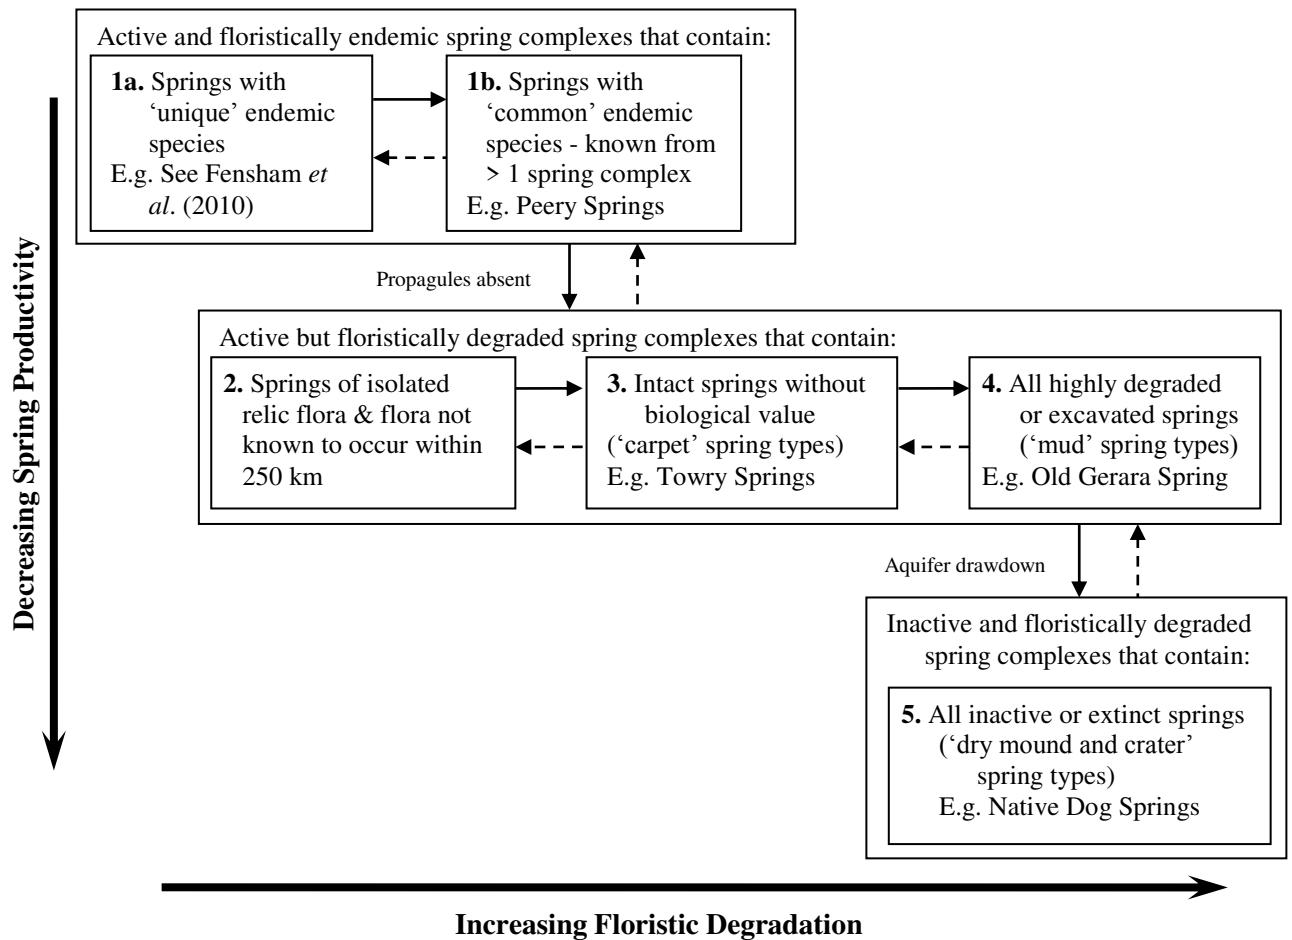 Active and floristically endemic spring complexes that contain:
1a. Springs with
‘unique’ endemic
species
E.g. See Fensham et
al. (2010)
1b. Springs with
‘common’ endemic
species - known from
> 1 spring complex
E.g. Peery Springs
Propagules absent
Active but floristically degraded spring complexes that contain:
2. Springs of isolated
relic flora & flora not
known to occur within
250 km
3. Intact springs without
biological value
(‘carpet’ spring types)
E.g. Towry Springs
4. All highly degraded
or excavated springs
(‘mud’ spring types)
E.g. Old Gerara Spring
Aquifer drawdown
Inactive and floristically degraded
spring complexes that contain:
5. All inactive or extinct springs
(‘dry mound and crater’
spring types)
E.g. Native Dog Springs
Decreasing Spring Productivity
Increasing Floristic Degradation